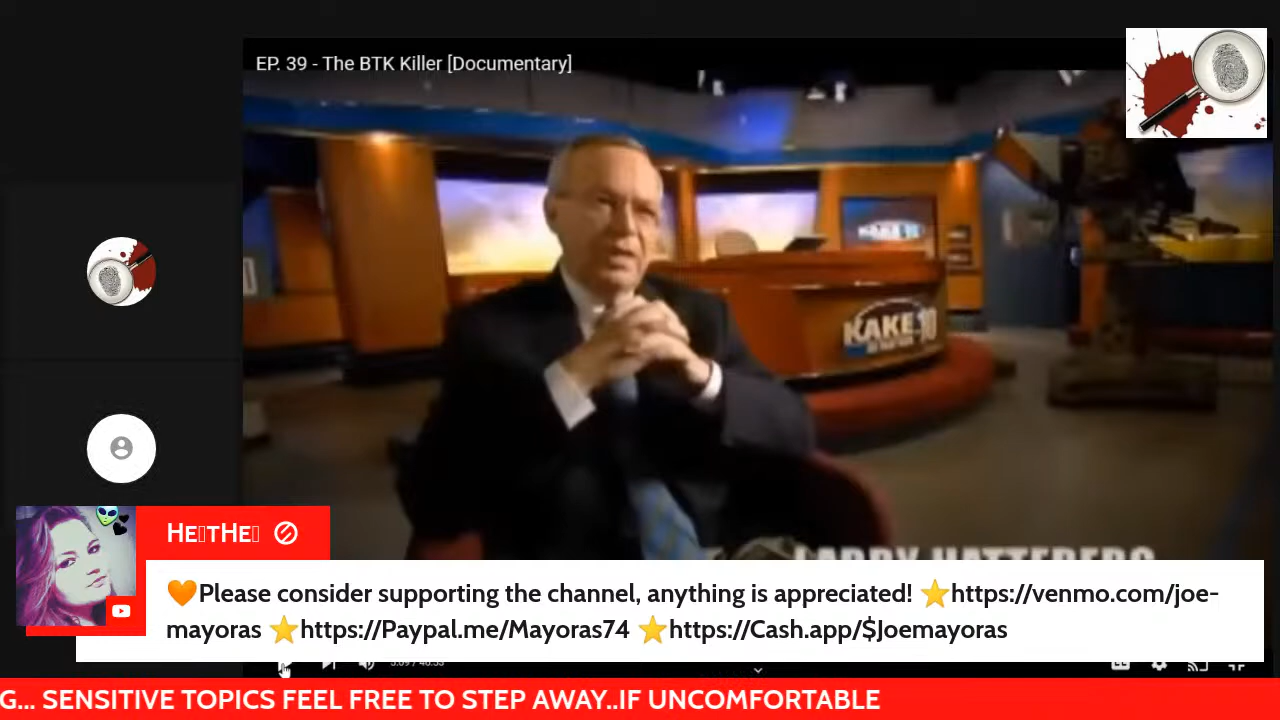 EP. 39 - The BTK Killer [Documentary]
KAKE 10
LARRY HATTEBERG
🧡Please consider supporting the channel, anything is appreciated! ⭐https://venmo.com/joe-
mayoras ⭐https://Paypal.me/Mayoras74 ⭐https://Cash.app/$Joemayoras
G... SENSITIVE TOPICS FEEL FREE TO STEP AWAY..IF UNCOMFORTABLE